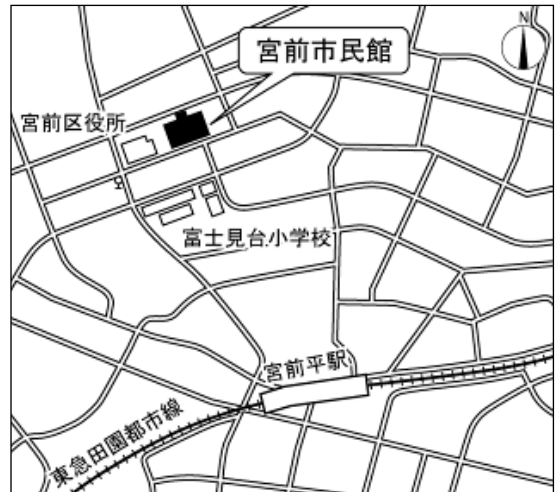 N
宮前市民館
宮前区役所
富士見台小学校
宮前平駅
東急田園都市線